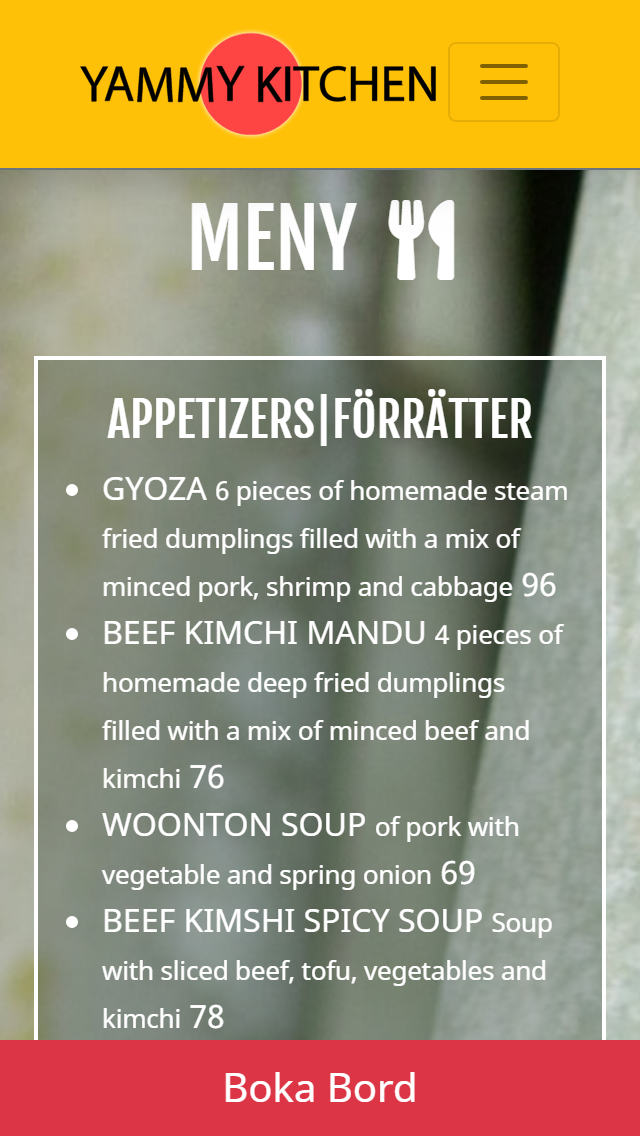 YAMMY KITCHEN
MENY
APPETIZERS|FÖRRÄTTER
GYOZA 6 pieces of homemade steam
fried dumplings filled with a mix of
minced pork, shrimp and cabbage 96
BEEF KIMCHI MANDU 4 pieces of
homemade deep fried dumplings
filled with a mix of minced beef and
kimchi 76
WOONTON SOUP of pork with
vegetable and spring onion 69
BEEF KIMSHI SPICY SOUP Soup
with sliced beef, tofu, vegetables and
kimchi 78
Boka Bord